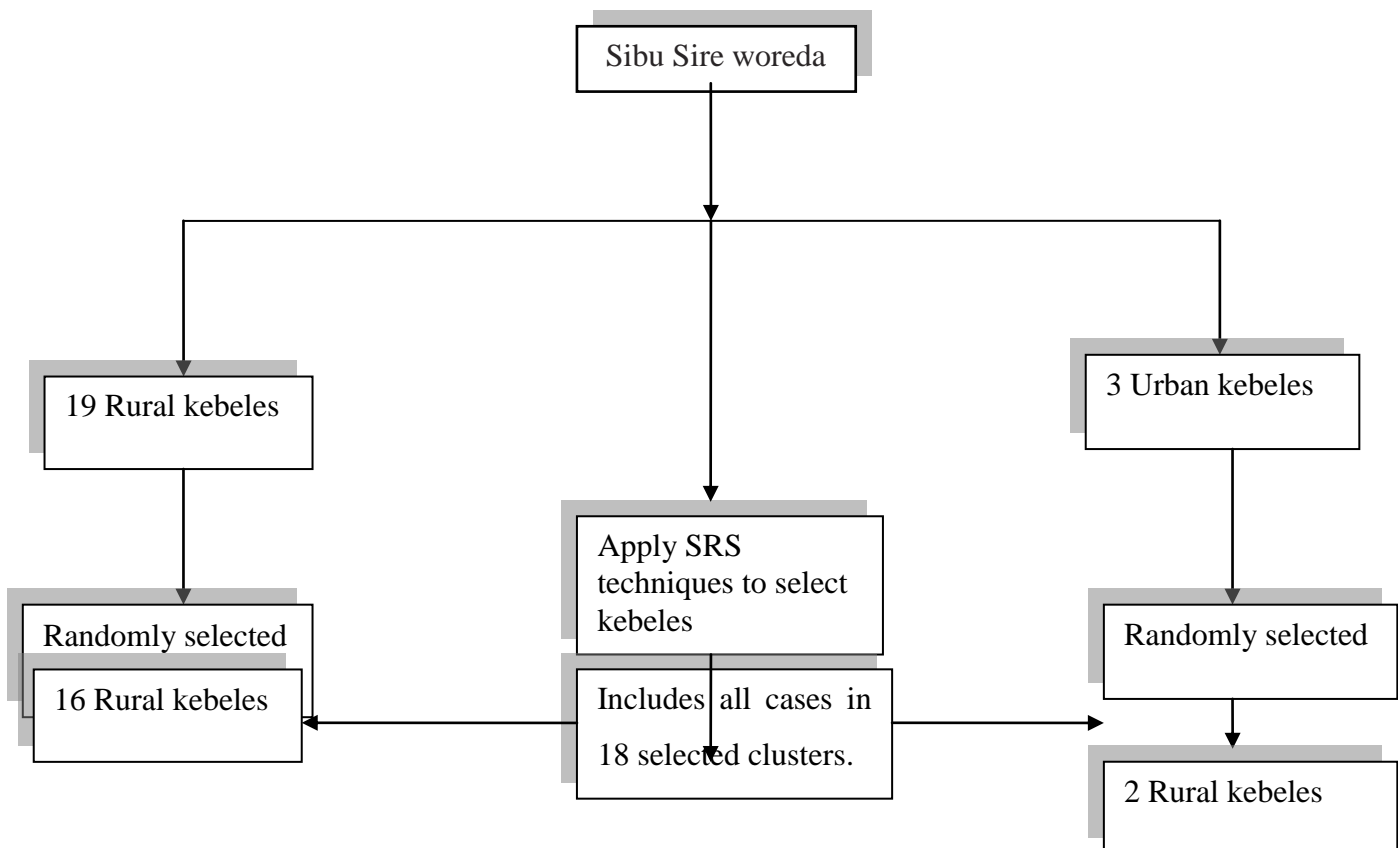 Sibu Sire woreda
19 Rural kebeles
3 Urban kebeles
Apply SRS
techniques to select
kebeles
Randomly selected
Randomly selected
16 Rural kebeles
Includes all cases in
18 selected clusters.
2 Rural kebeles